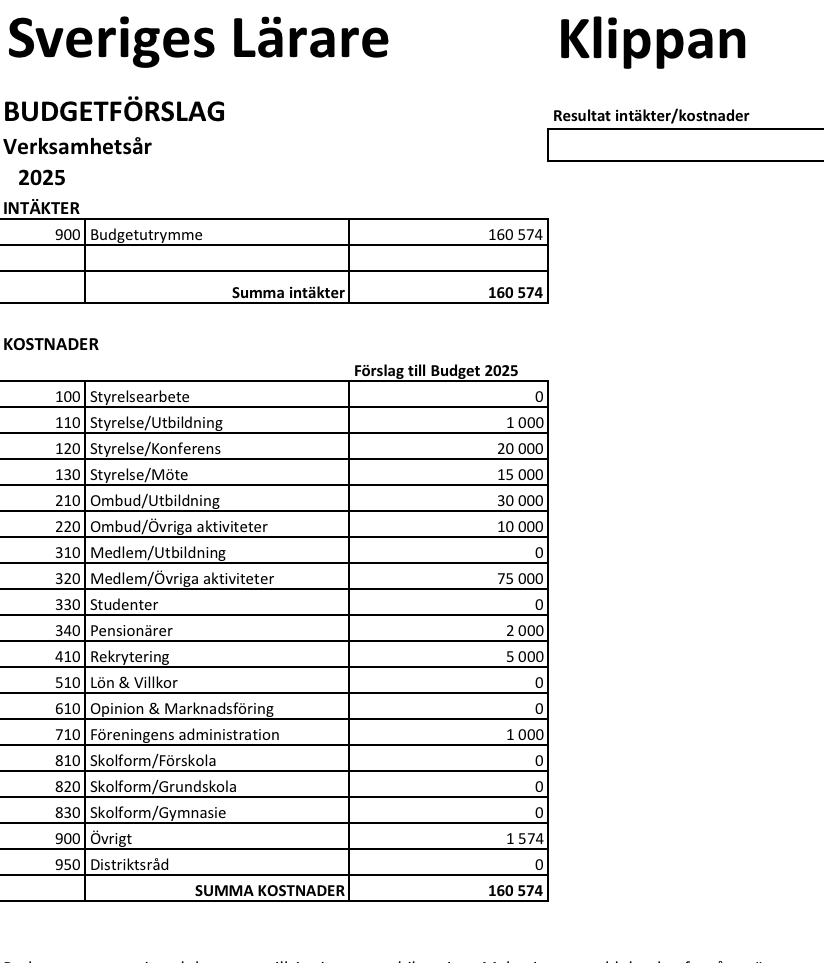 Sveriges Lärare Klippan
BUDGETFÖRSLAG
Resultat intäkter/kostnader
Verksamhetsår
2025
INTÄKTER
900 Budgetutrymme 160 574
Summa intäkter 160 574
KOSTNADER
Förslag till Budget 2025
100 Styrelsearbete 0
110 Styrelse/Utbildning 1 000
120 Styrelse/Konferens 20 000
130 Styrelse/Möte 15 000
210 Ombud/Utbildning 30 000
220 Ombud/Övriga aktiviteter 10 000
310 Medlem/Utbildning 0
320 Medlem/Övriga aktiviteter 75 000
330 Studenter 0
340 Pensionärer 2 000
410 Rekrytering 5 000
510 Lön & Villkor 0
610 Opinion & Marknadsföring 0
710 Föreningens administration 1 000
810 Skolform/Förskola 0
820 Skolform/Grundskola 0
830 Skolform/Gymnasie 0
900 Övrigt 1 574
950 Distriktsråd 0
SUMMA KOSTNADER 160 574